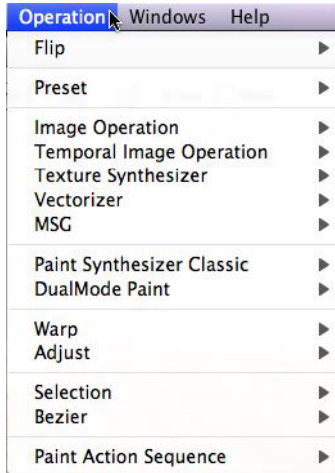 Operation Windows Help
Flip
Preset
Image Operation
Temporal Image Operation
Texture Synthesizer
Vectorizer
MSG
Paint Synthesizer Classic
DualMode Paint
Warp
Adjust
Selection
Bezier
Paint Action Sequence